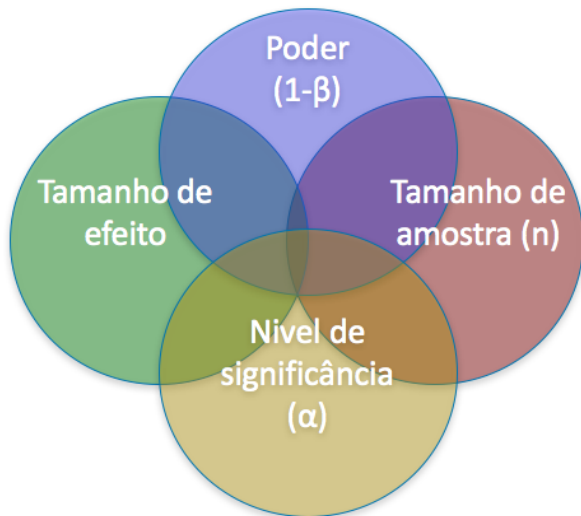 Poder
(1-β)
Tamanho de
efeito
Tamanho de
amostra (n)
Nivel de
significância
(α)